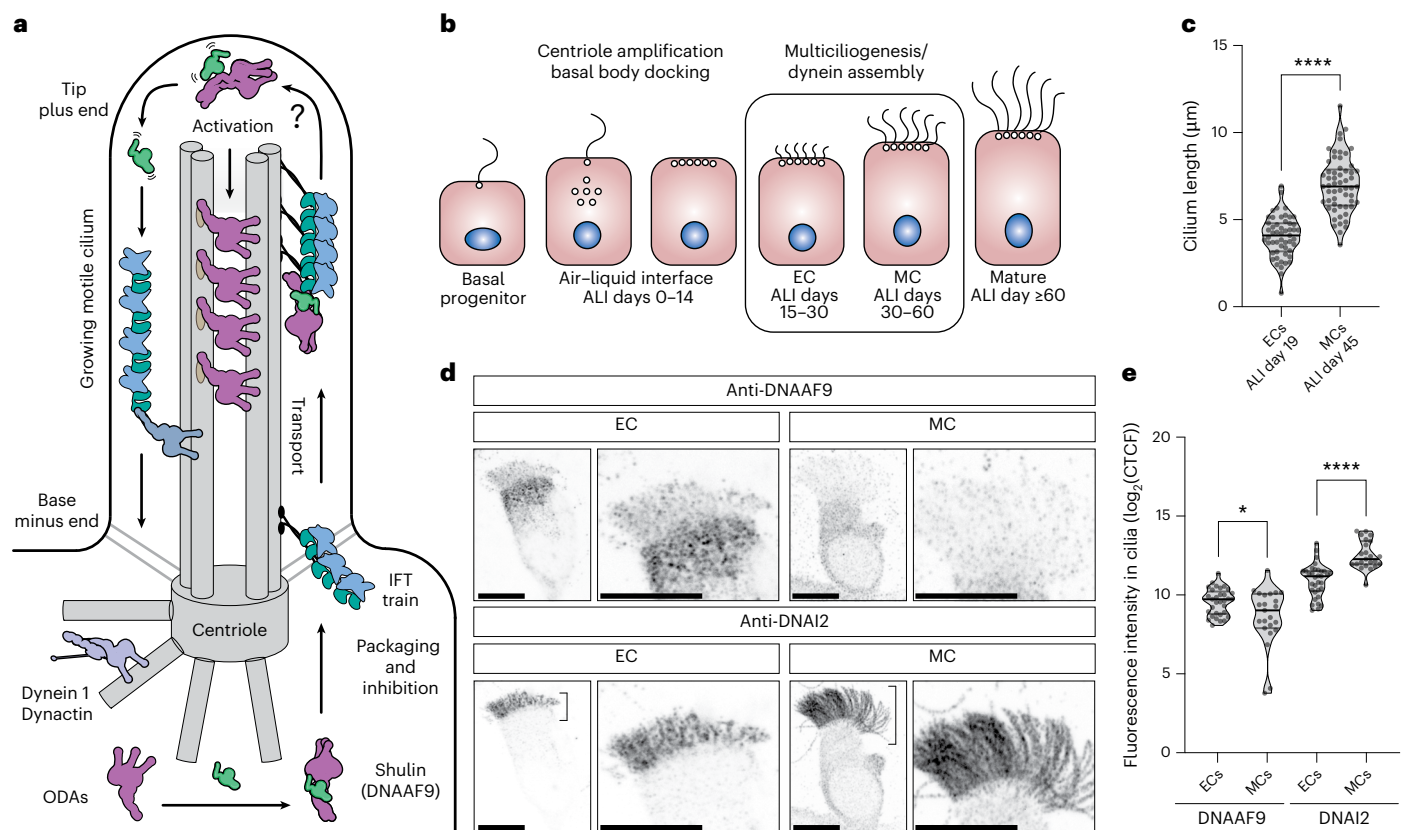 a
Tip
plus end
Activation
?
Growing motile cilium
Transport
Base
minus end
IFT
train
Centriole
Packaging
and
inhibition
Dynein 1
Dynactin
ODAs
Shulin
(DNAAF9)
b
Centriole amplification
basal body docking
Multiciliogenesis/
dynein assembly
Basal
progenitor
Air–liquid interface
ALI days 0–14
EC
ALI days
15–30
MC
ALI days
30–60
Mature
ALI day ≥60
c
Cilium length (µm)
15
10
5
0
****
ECs
ALI day 19
MCs
ALI day 45
d
Anti-DNAAF9
EC
MC
Anti-DNAI2
EC
MC
e
Fluorescence intensity in cilia (log2(CTCF))
20
15
10
5
0
*
****
ECs
MCs
ECs
MCs
DNAAF9
DNAI2